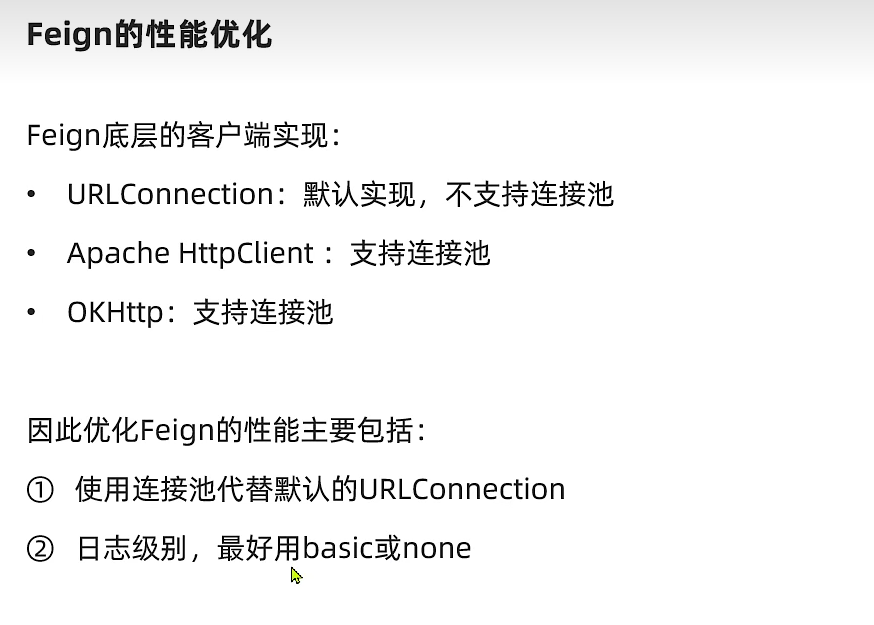 Feign的性能优化
Feign底层的客户端实现：
• URLConnection：默认实现，不支持连接池
• Apache HttpClient ：支持连接池
• OKHttp：支持连接池
因此优化Feign的性能主要包括：
① 使用连接池代替默认的URLConnection
② 日志级别，最好用basic或none